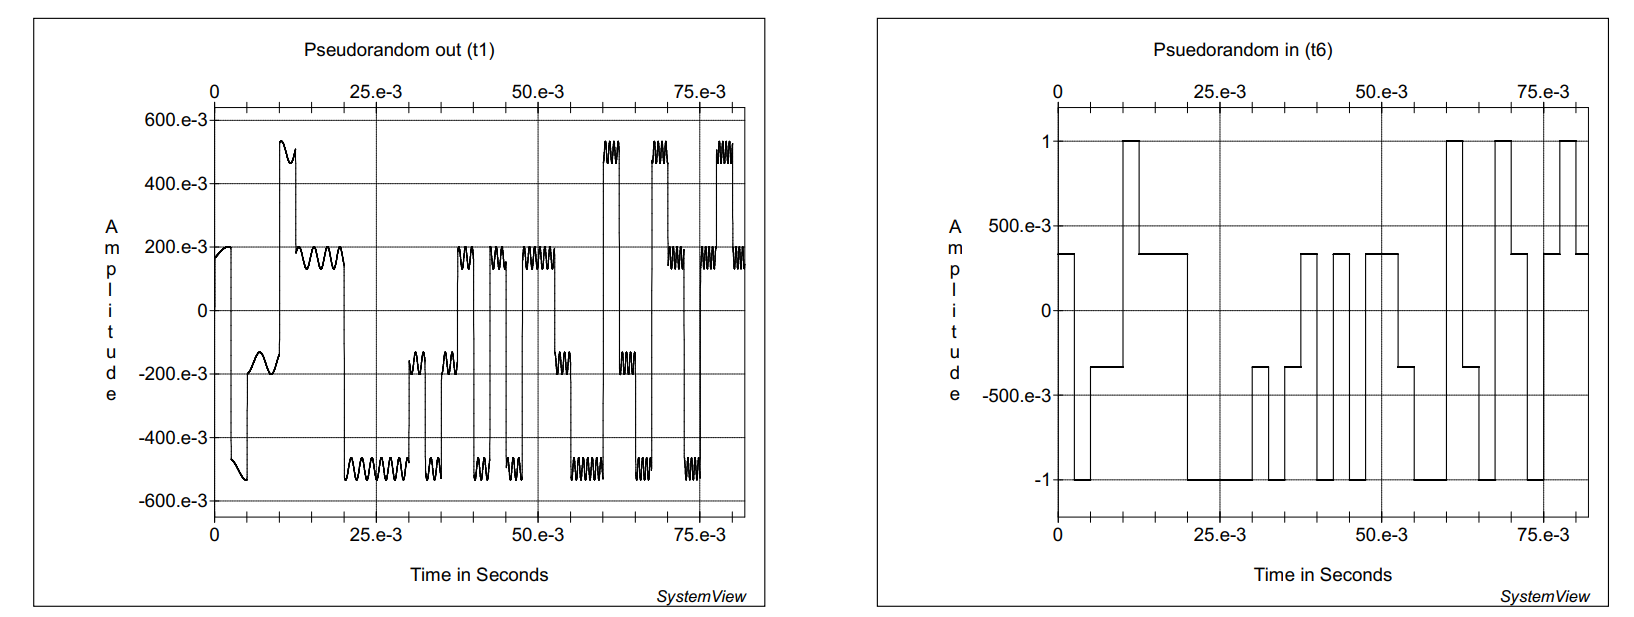 Pseudorandom out (t1)
0 25.e-3 50.e-3 75.e-3
600.e-3
400.e-3
200.e-3
0
-200.e-3
-400.e-3
-600.e-3
Amplitude
0 25.e-3 50.e-3 75.e-3
Time in Seconds
SystemView
Psuedorandom in (t6)
0 25.e-3 50.e-3 75.e-3
1
500.e-3
0
-500.e-3
-1
Amplitude
0 25.e-3 50.e-3 75.e-3
Time in Seconds
SystemView